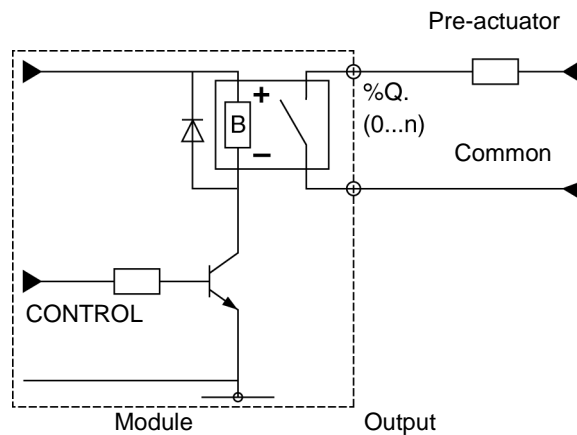 Pre-actuator
+
%Q.
B
(0...n)
−
Common
CONTROL
Module
Output